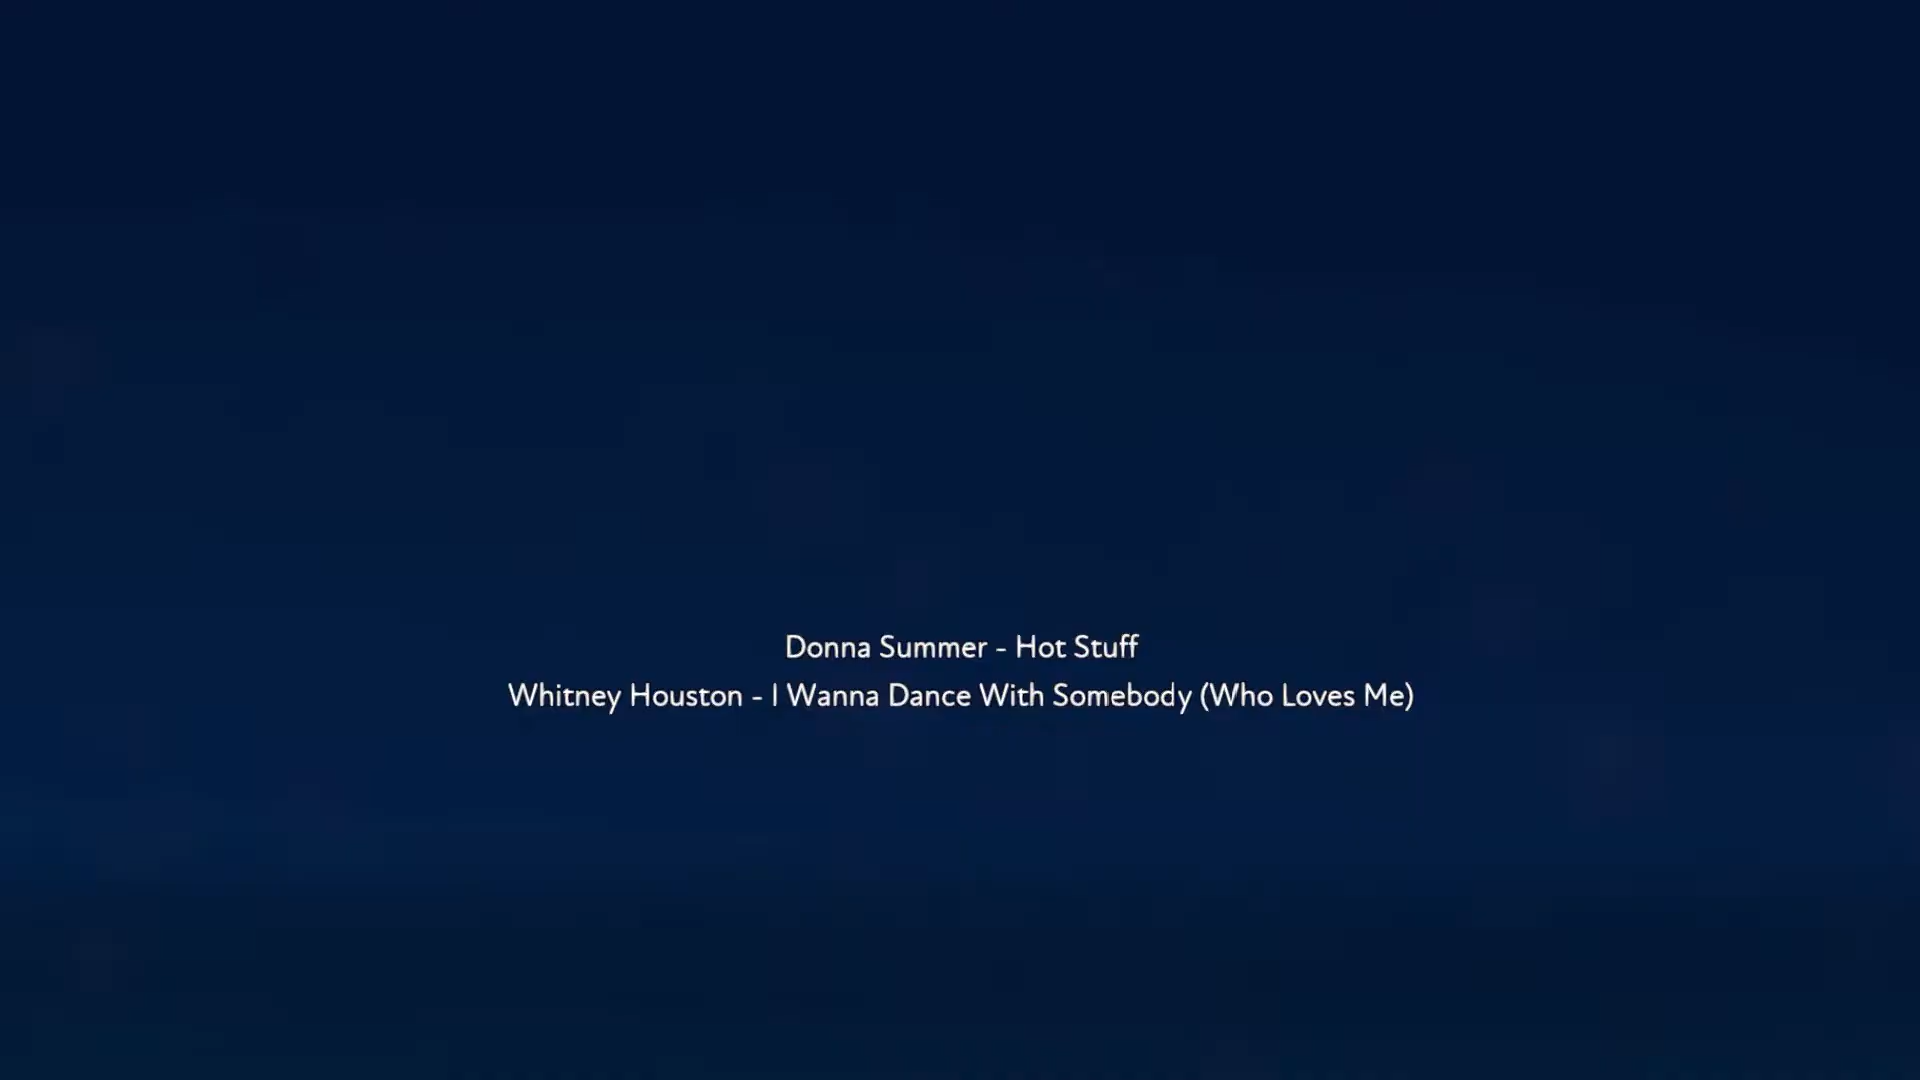 Donna Summer - Hot Stuff
Whitney Houston - I Wanna Dance With Somebody (Who Loves Me)